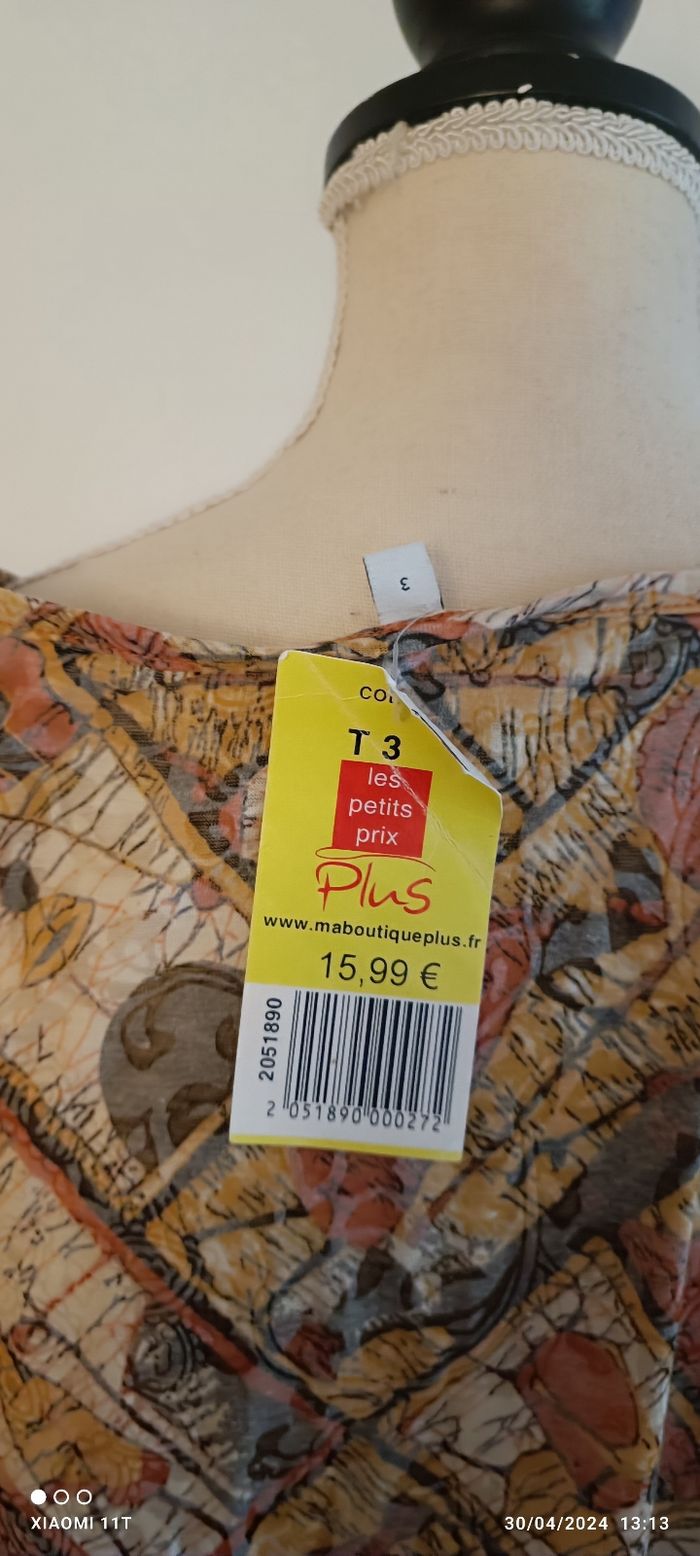 3
T 3
les
petits
prix
Plus
www.maboutiqueplus.fr
15,99 €
2051890
2 051890 000272
XIAOMI 11T
30/04/2024 13:13